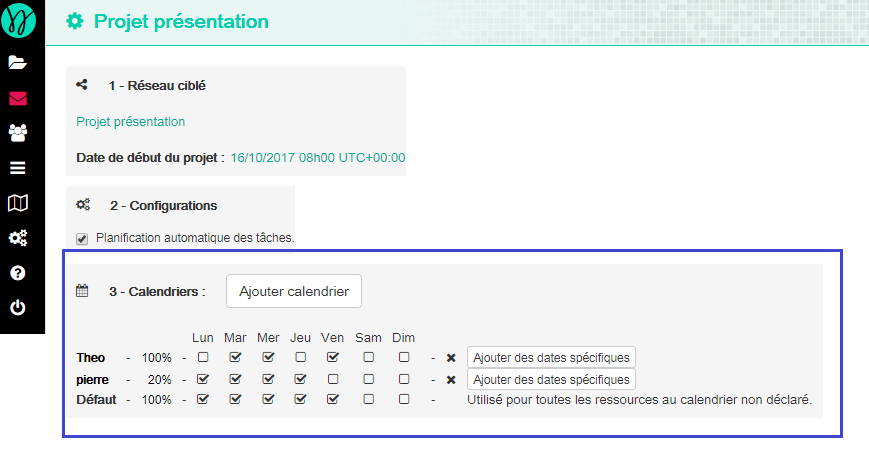 Projet présentation
1 - Réseau ciblé
Projet présentation
Date de début du projet : 16/10/2017 08h00 UTC+00:00
2 - Configurations
Planification automatique des tâches.
3 - Calendriers : Ajouter calendrier
Lun Mar Mer Jeu Ven Sam Dim
Theo - 100% - - Ajouter des dates spécifiques
pierre - 20% - - Ajouter des dates spécifiques
Défaut - 100% - - Utilisé pour toutes les ressources au calendrier non déclaré.